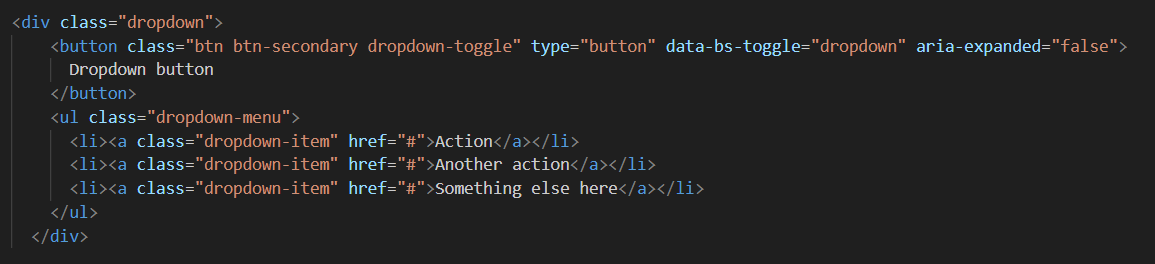 <div class="dropdown">
    <button class="btn btn-secondary dropdown-toggle" type="button" data-bs-toggle="dropdown" aria-expanded="false">
      Dropdown button
    </button>
    <ul class="dropdown-menu">
      <li><a class="dropdown-item" href="#">Action</a></li>
      <li><a class="dropdown-item" href="#">Another action</a></li>
      <li><a class="dropdown-item" href="#">Something else here</a></li>
    </ul>
  </div>